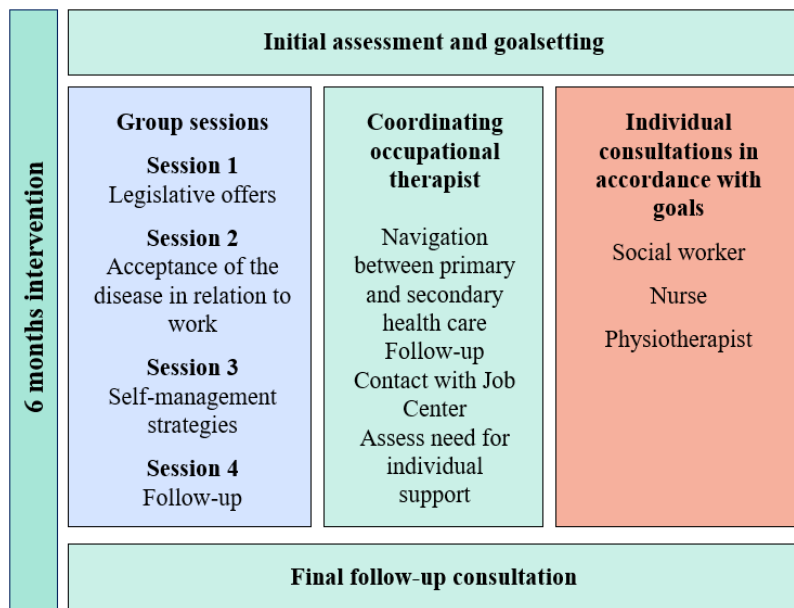 6 months intervention
Initial assessment and goalsetting
Group sessions
Session 1
Legislative offers
Session 2
Acceptance of the
disease in relation to
work
Session 3
Self-management
strategies
Session 4
Follow-up
Coordinating
occupational
therapist
Navigation
between primary
and secondary
health care
Follow-up
Contact with Job
Center
Assess need for
individual
support
Individual
consultations in
accordance with
goals
Social worker
Nurse
Physiotherapist
Final follow-up consultation